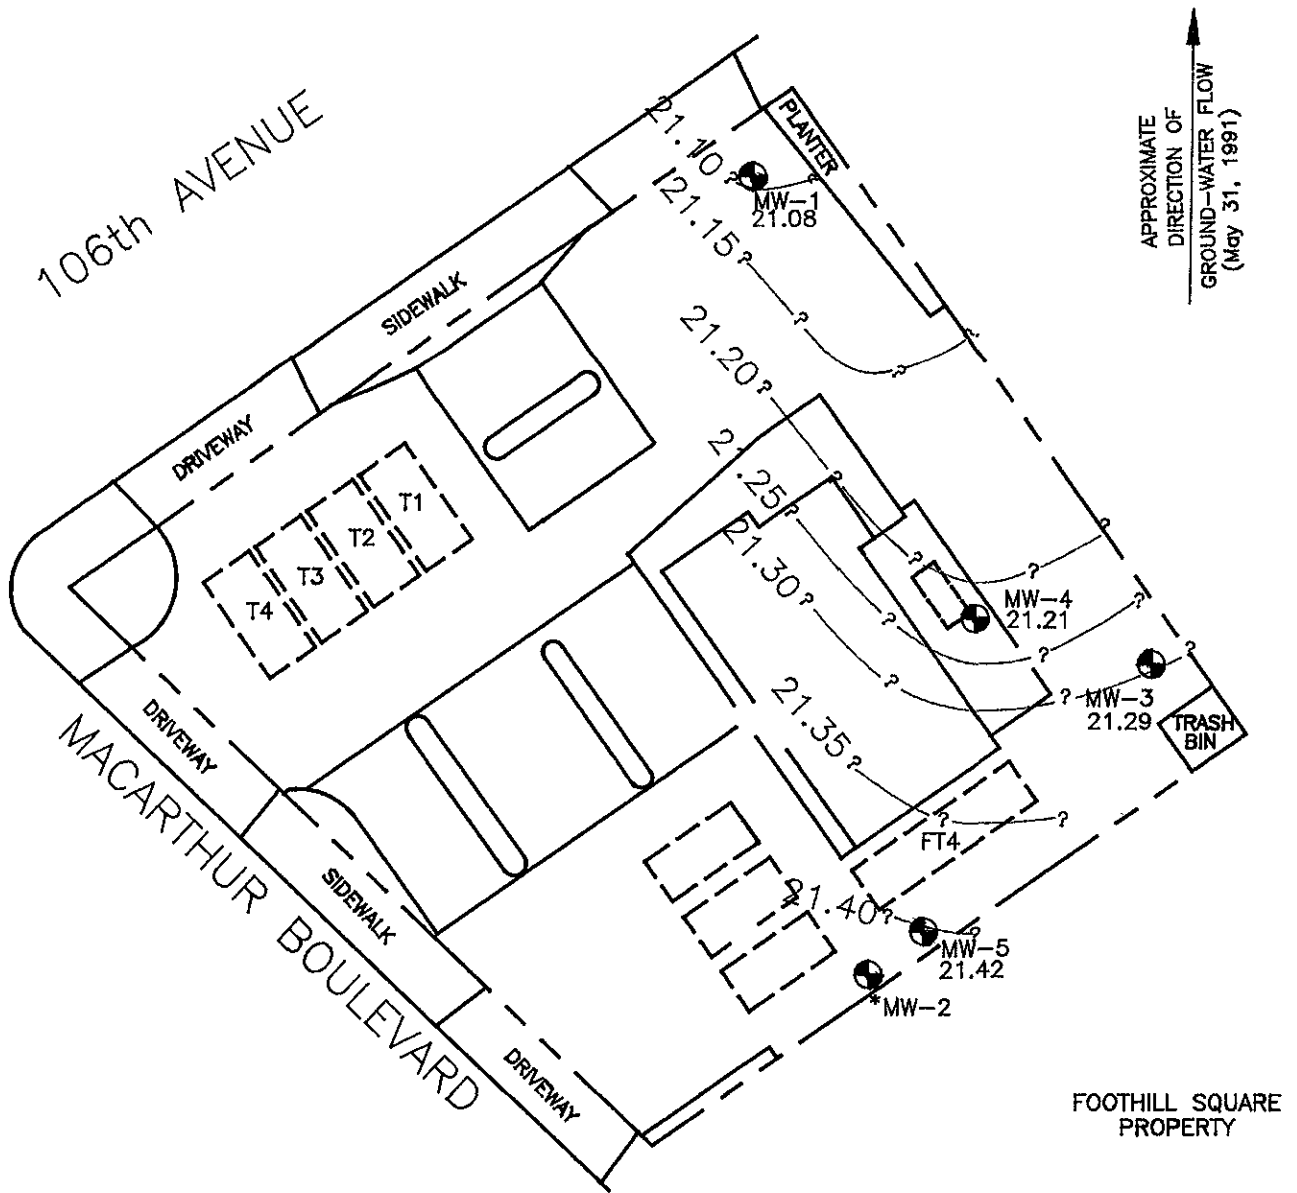 106th AVENUE
APPROXIMATE
DIRECTION OF
GROUND-WATER FLOW
(May 31, 1991)
PLANTER
21.10
MW-1
21.08
21.15
SIDEWALK
21.20
DRIVEWAY
21.25
T1
T2
T3
T4
21.30
MW-4
21.21
21.35
MW-3
21.29
TRASH
BIN
DRIVEWAY
MACARTHUR BOULEVARD
SIDEWALK
FT4
21.40
MW-5
21.42
*MW-2
DRIVEWAY
FOOTHILL SQUARE
PROPERTY
? ? ? ? ? ? ? ? ? ? ? ? ? ? ? ? ? ? ? ? ? ? ? ? ?